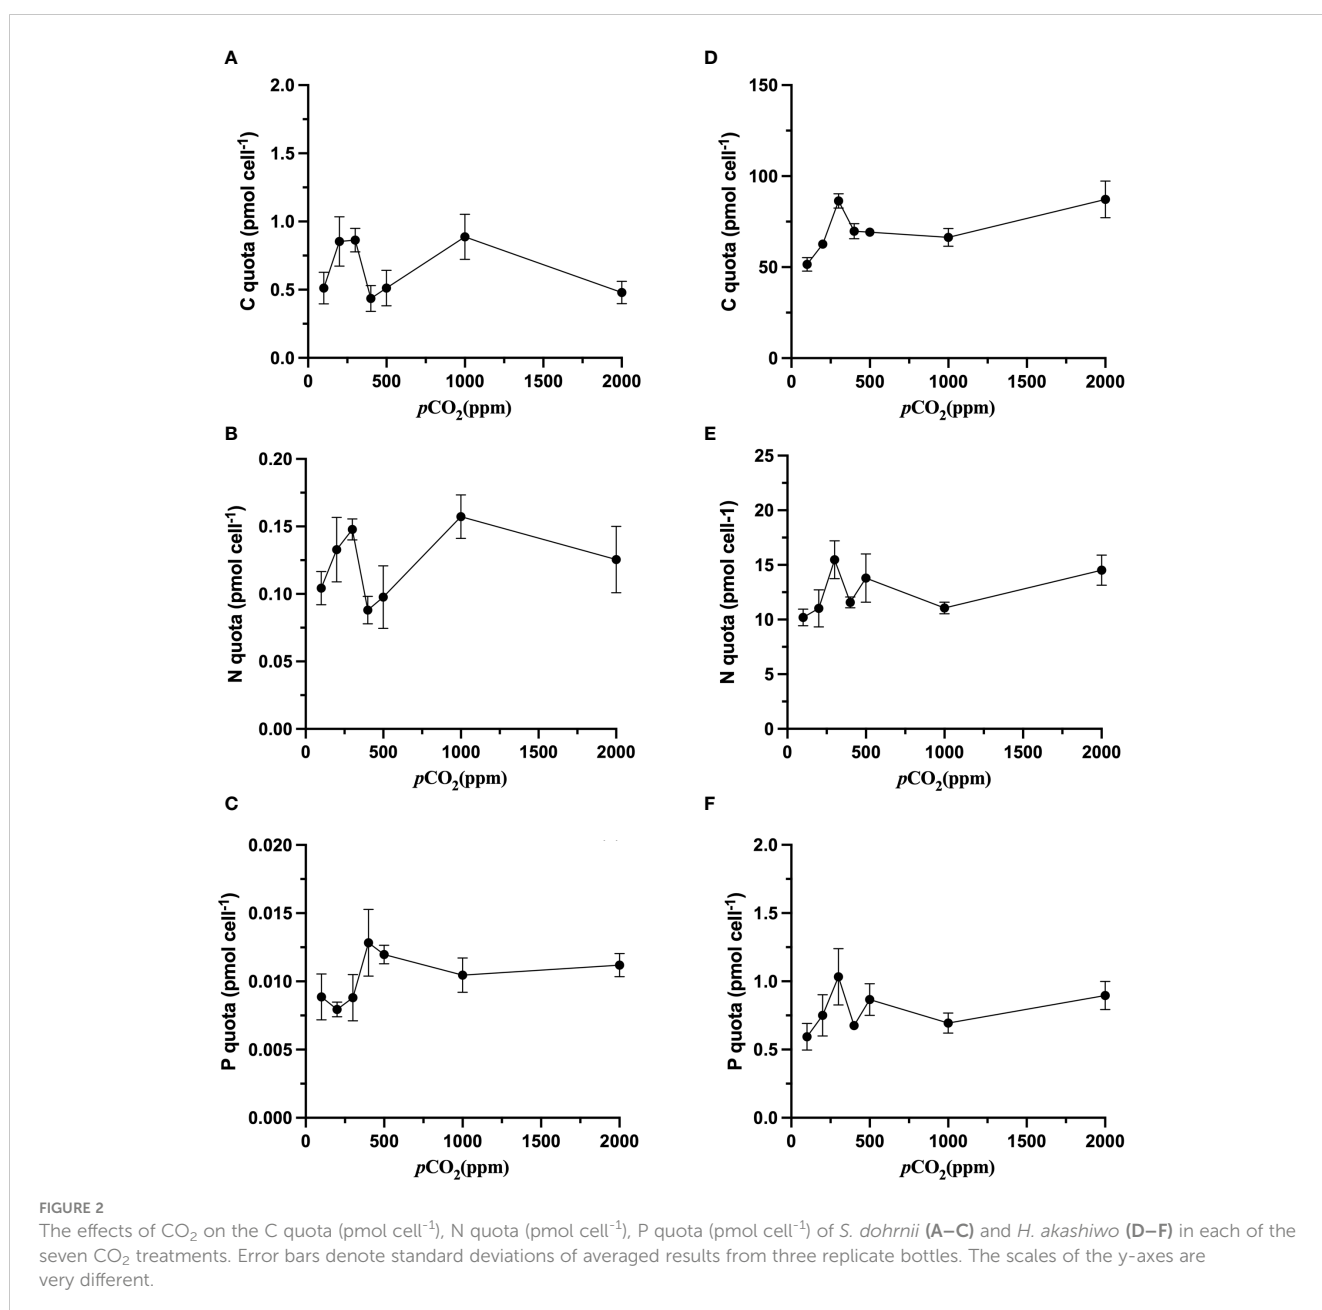 A
2.0
1.5
1.0
0.5
0.0
C quota (pmol cell⁻¹)
0 500 1000 1500 2000
pCO₂(ppm)
D
150
100
50
0
C quota (pmol cell⁻¹)
0 500 1000 1500 2000
pCO₂(ppm)
B
0.20
0.15
0.10
0.05
0.00
N quota (pmol cell⁻¹)
0 500 1000 1500 2000
pCO₂(ppm)
E
25
20
15
10
5
0
N quota (pmol cell-1)
0 500 1000 1500 2000
pCO₂(ppm)
C
0.020
0.015
0.010
0.005
0.000
P quota (pmol cell⁻¹)
0 500 1000 1500 2000
pCO₂(ppm)
F
2.0
1.5
1.0
0.5
0.0
P quota (pmol cell⁻¹)
0 500 1000 1500 2000
pCO₂(ppm)
FIGURE 2
The effects of CO₂ on the C quota (pmol cell⁻¹), N quota (pmol cell⁻¹), P quota (pmol cell⁻¹) of S. dohrnii (A–C) and H. akashiwo (D–F) in each of the
seven CO₂ treatments. Error bars denote standard deviations of averaged results from three replicate bottles. The scales of the y-axes are
very different.